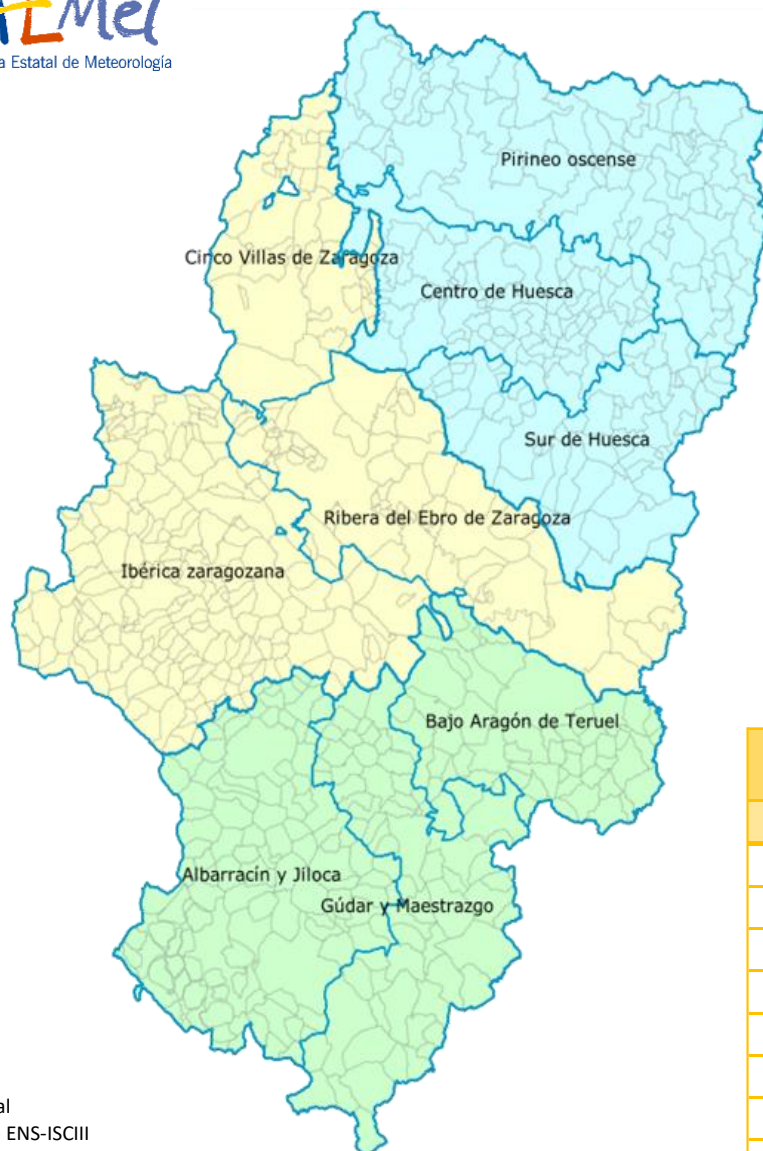 a Estatal de Meteorología
Pirineo oscense
Cinco Villas de Zaragoza
Centro de Huesca
Sur de Huesca
Ribera del Ebro de Zaragoza
Ibérica zaragozana
Bajo Aragón de Teruel
Albarracín y Jiloca
Gúdar y Maestrazgo
al
ENS-ISCIII